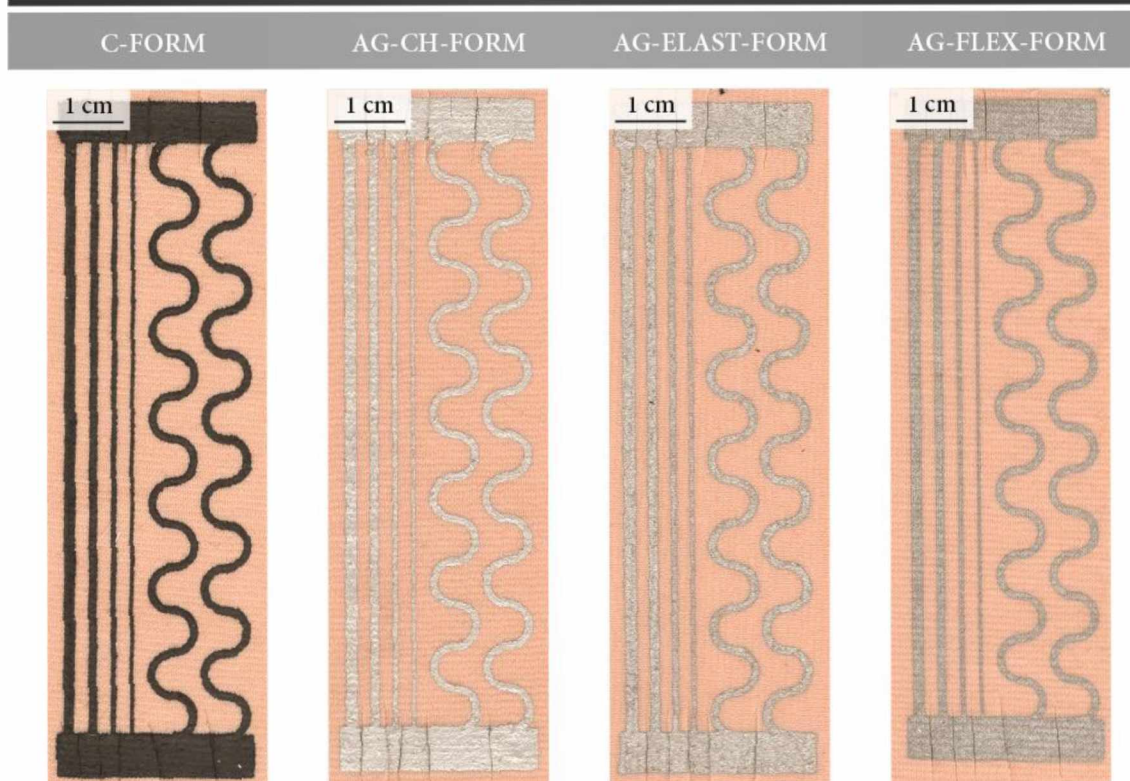 C-FORM
AG-CH-FORM
AG-ELAST-FORM
AG-FLEX-FORM
1 cm
1 cm
1 cm
1 cm